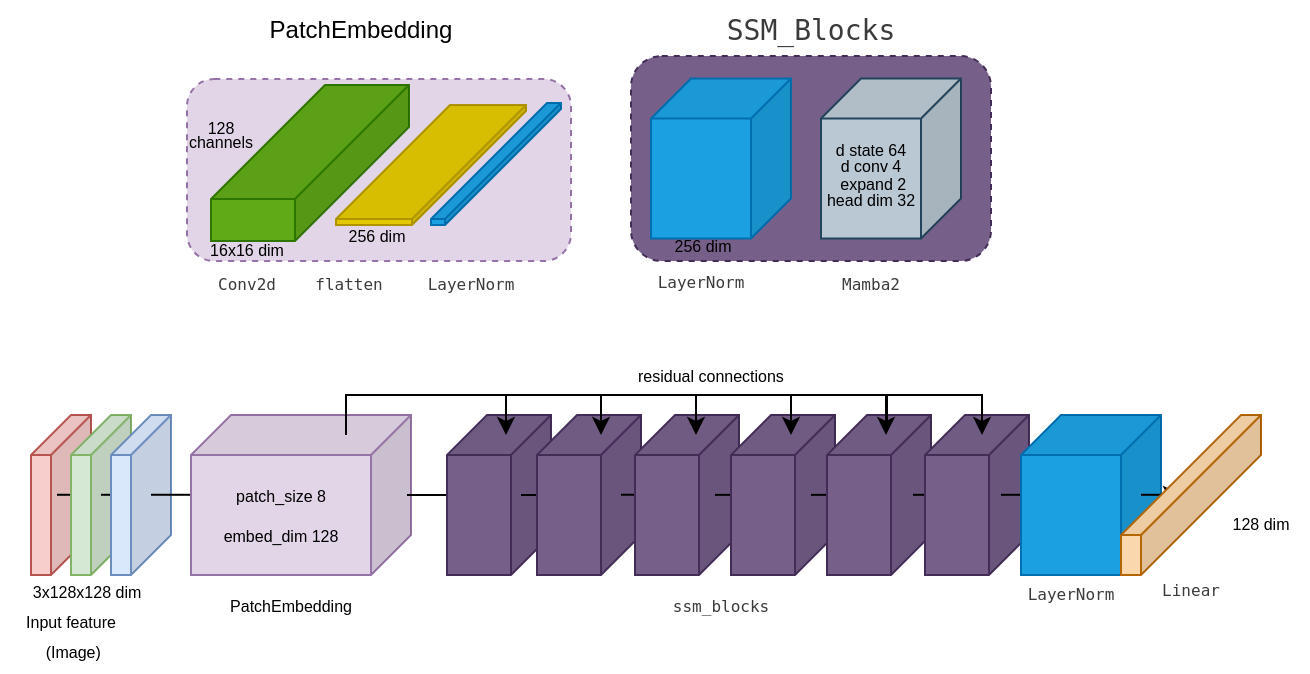 PatchEmbedding
SSM_Blocks
128
channels
16x16 dim
256 dim
Conv2d
flatten
LayerNorm
d state 64
d conv 4
expand 2
head dim 32
256 dim
LayerNorm
Mamba2
residual connections
patch_size 8
embed_dim 128
128 dim
3x128x128 dim
Input feature
(Image)
PatchEmbedding
ssm_blocks
LayerNorm
Linear